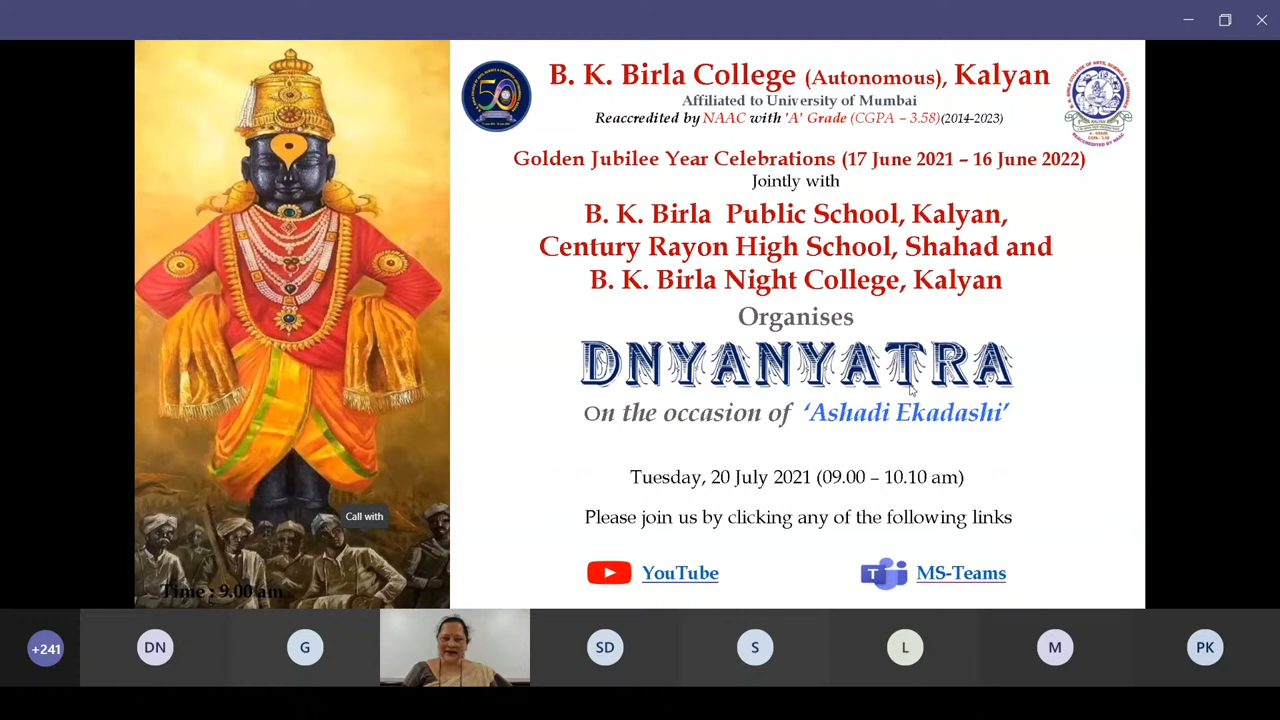 B. K. Birla College (Autonomous), Kalyan
Affiliated to University of Mumbai
Reaccredited by NAAC with 'A' Grade (CGPA – 3.58)(2014-2023)
Golden Jubilee Year Celebrations (17 June 2021 – 16 June 2022)
Jointly with
B. K. Birla Public School, Kalyan,
Century Rayon High School, Shahad and
B. K. Birla Night College, Kalyan
Organises
DNYANYATRA
On the occasion of ‘Ashadi Ekadashi’
Tuesday, 20 July 2021 (09.00 – 10.10 am)
Please join us by clicking any of the following links
YouTube
MS-Teams
Call with
Time : 9.00 am
50
+241
DN
G
SD
S
L
M
PK